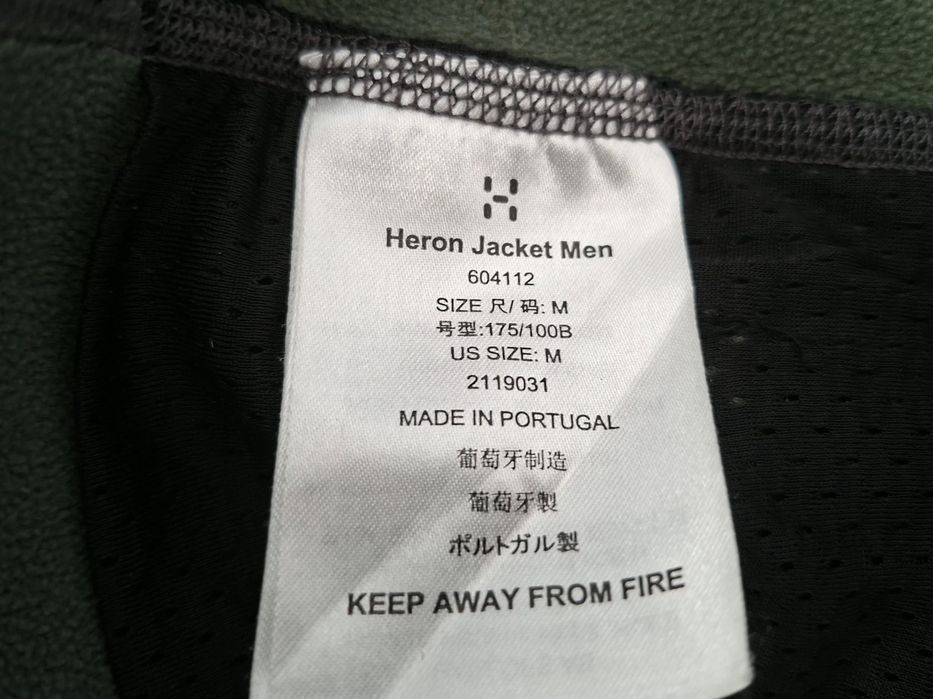 Heron Jacket Men
604112
SIZE 尺/ 码: M
号型:175/100B
US SIZE: M
2119031
MADE IN PORTUGAL
葡萄牙制造
葡萄牙製
ポルトガル製
KEEP AWAY FROM FIRE